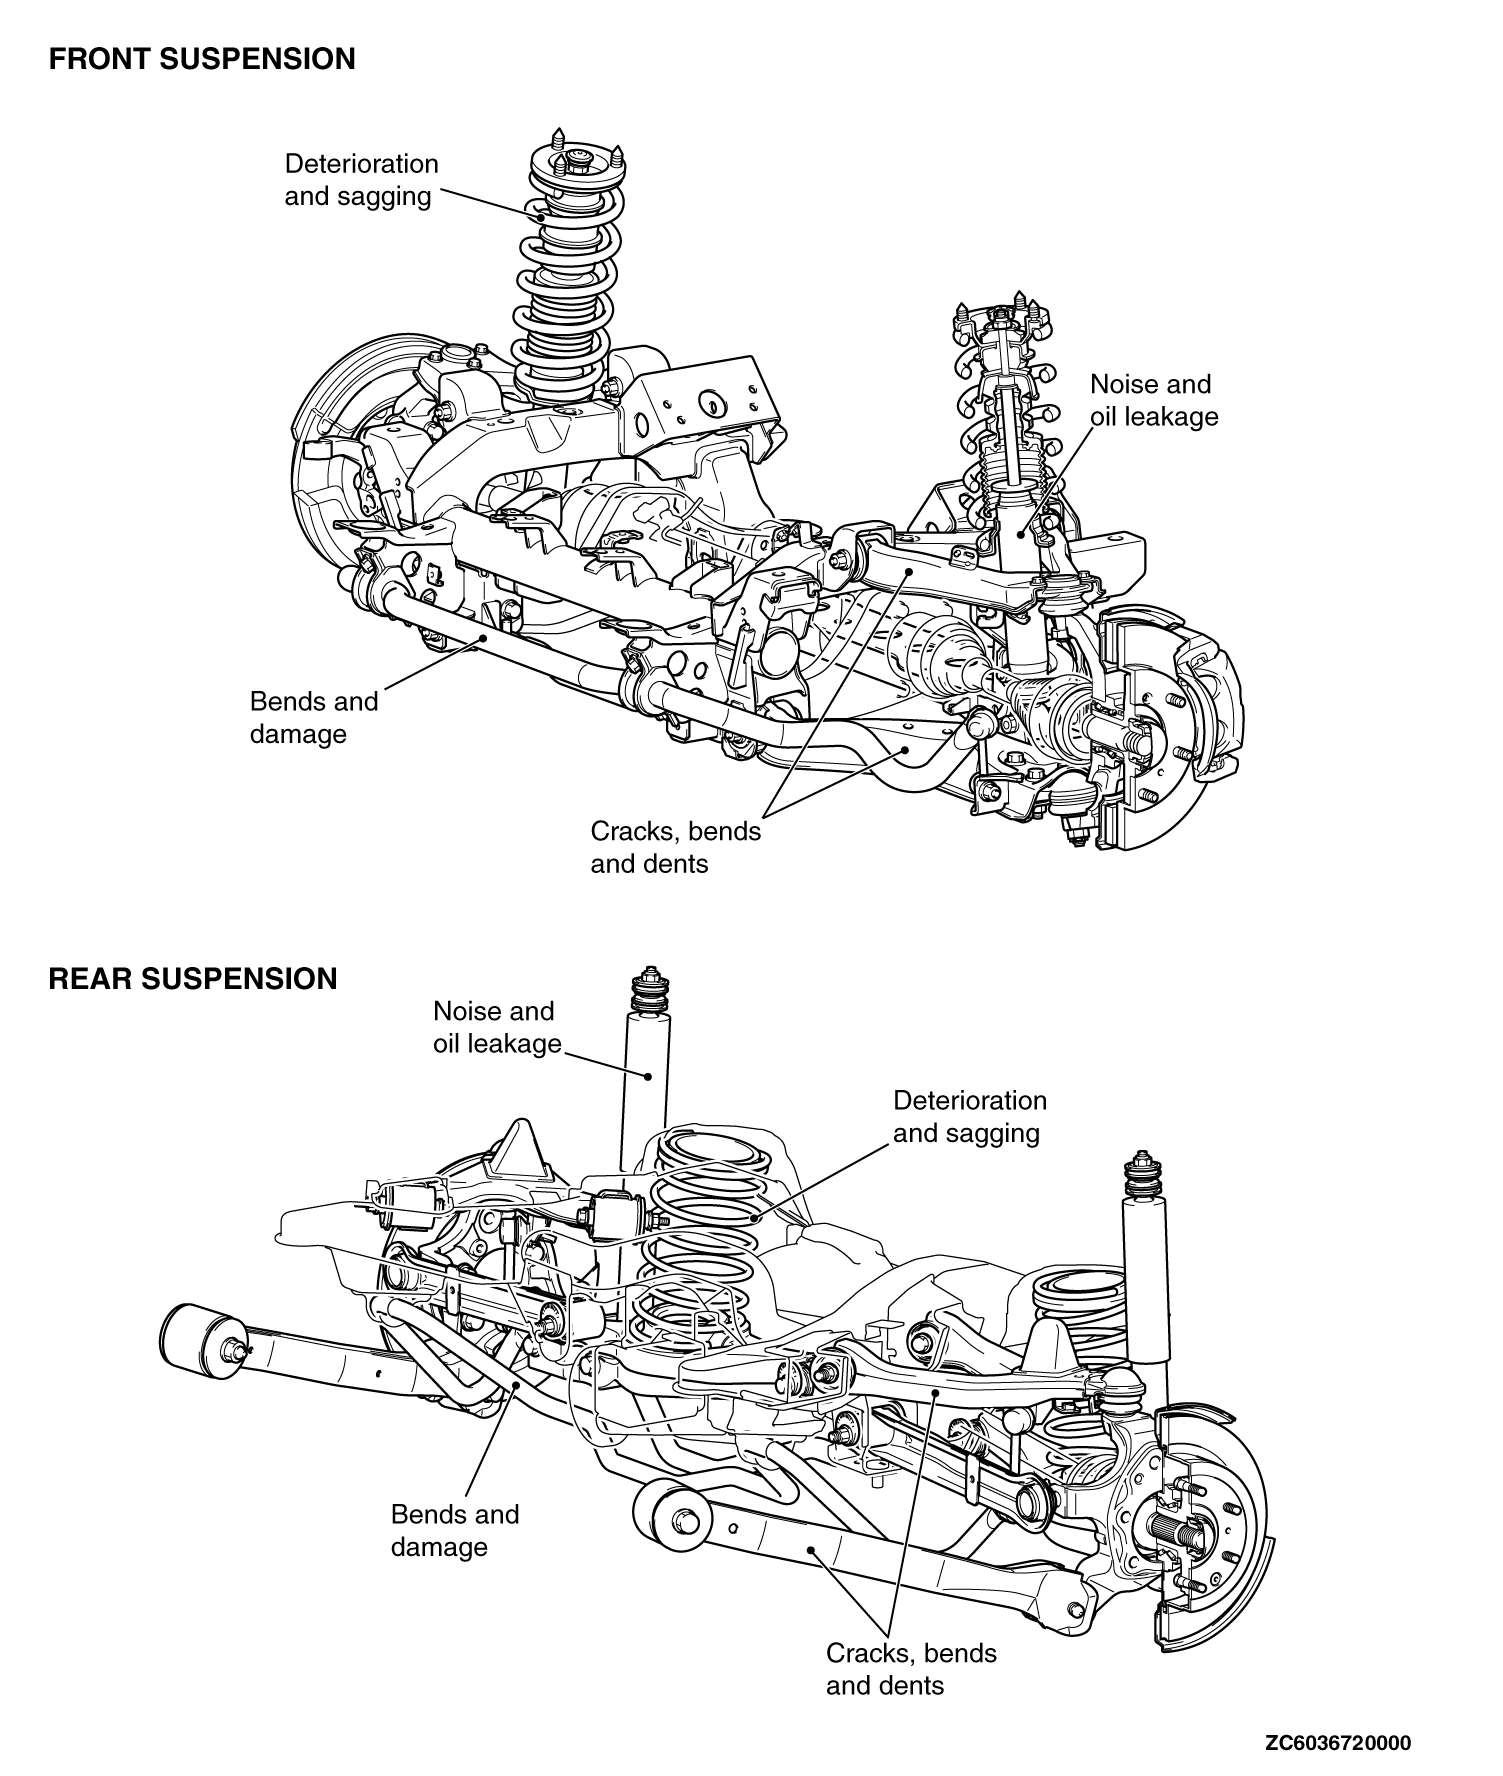 FRONT SUSPENSION
Deterioration
and sagging
Noise and
oil leakage
Bends and
damage
Cracks, bends
and dents
REAR SUSPENSION
Noise and
oil leakage
Deterioration
and sagging
Bends and
damage
Cracks, bends
and dents
ZC6036720000